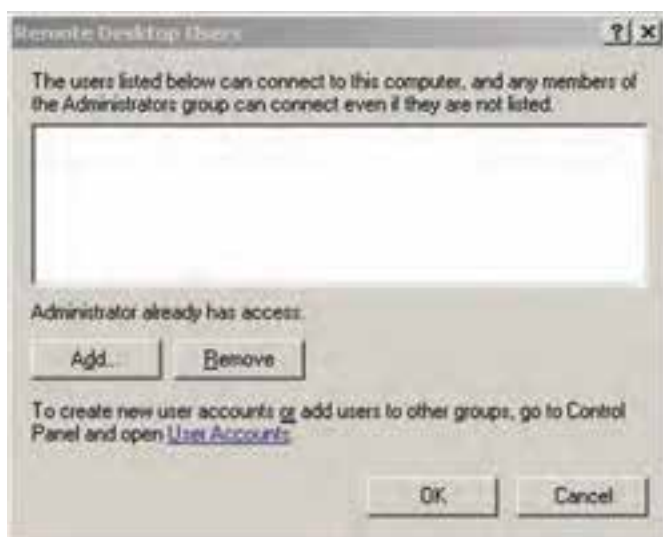 Remote Desktop Users
The users listed below can connect to this computer, and any members of
the Administrators group can connect even if they are not listed.
Administrator already has access.
Add...
Remove
To create new user accounts or add users to other groups, go to Control
Panel and open User Accounts.
OK
Cancel